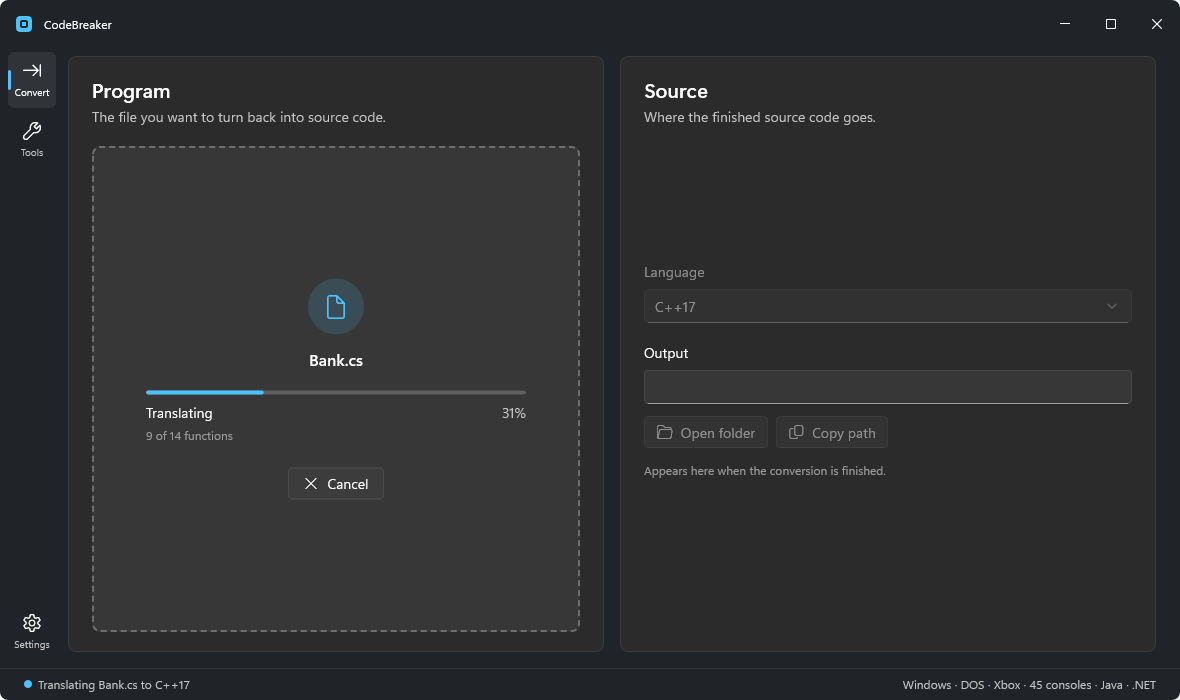 CodeBreaker
Convert
Tools
Settings
Program
The file you want to turn back into source code.
Bank.cs
Translating 31%
9 of 14 functions
Cancel
Source
Where the finished source code goes.
Language
C++17
Output
Open folder
Copy path
Appears here when the conversion is finished.
Translating Bank.cs to C++17
Windows · DOS · Xbox · 45 consoles · Java · .NET